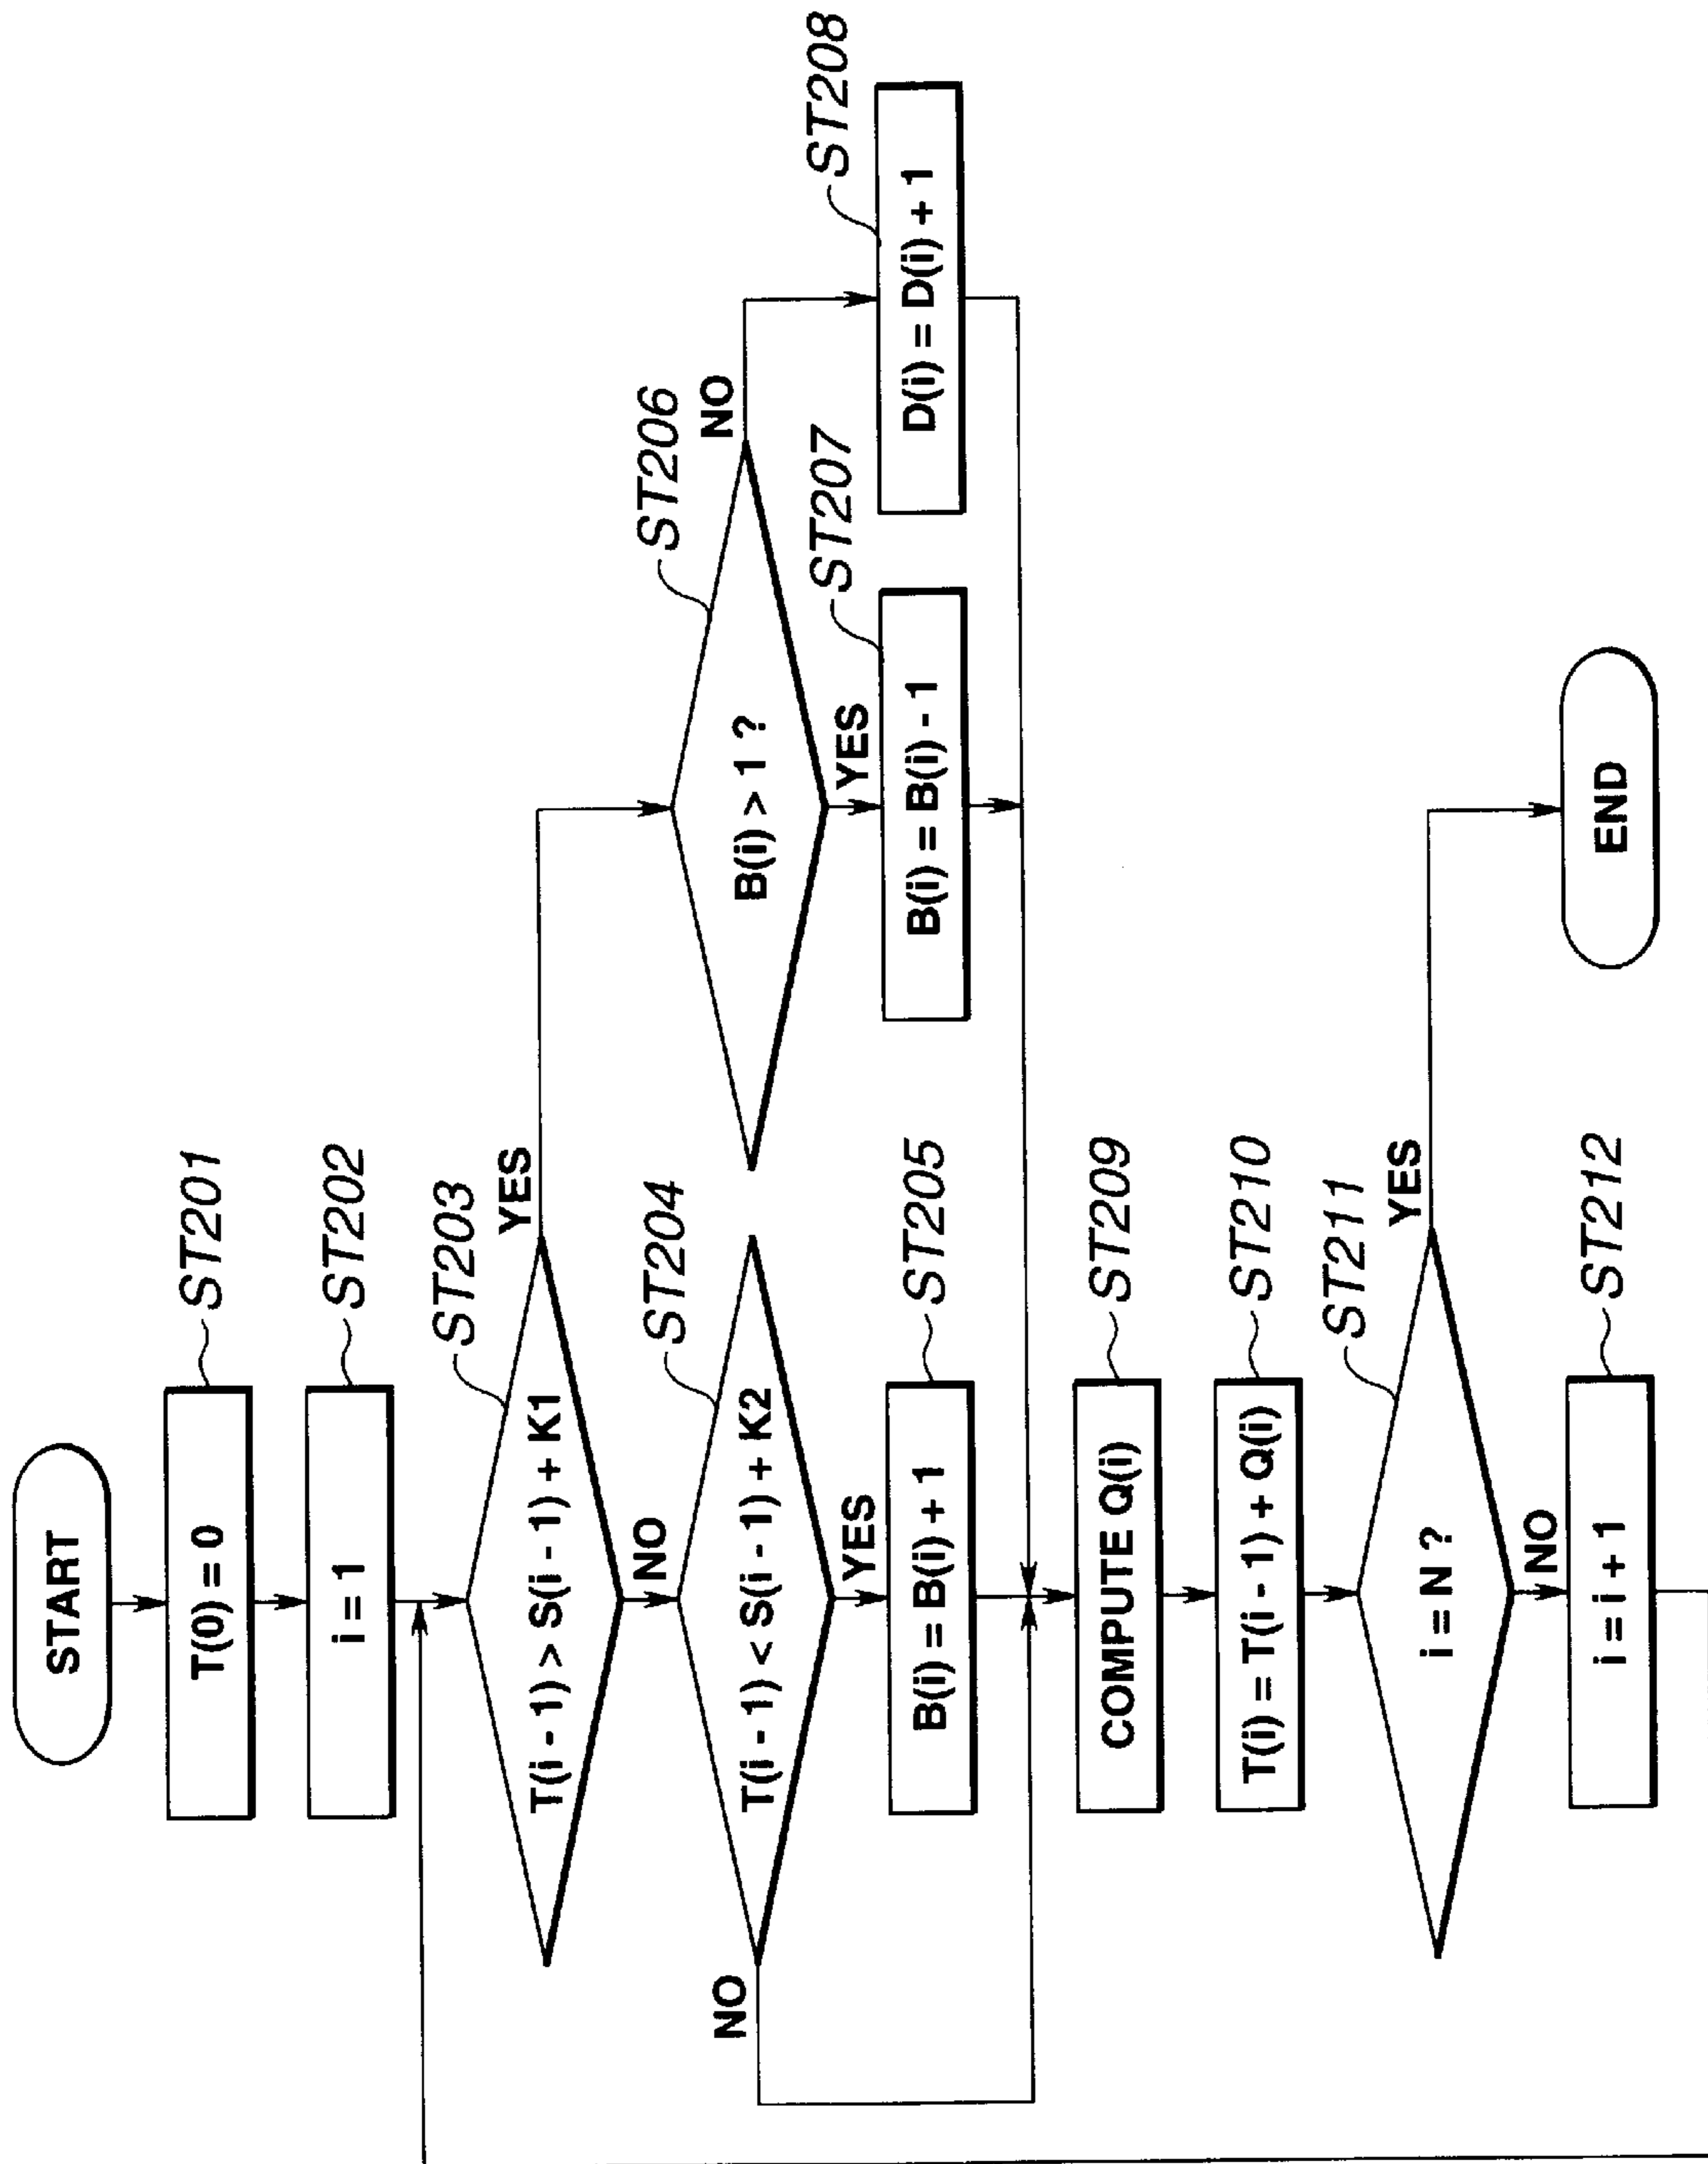 START
T(0) = 0
ST201
i = 1
ST202
T(i - 1) > S(i - 1) + K1
ST203
YES
NO
T(i - 1) < S(i - 1) + K2
ST204
NO
YES
B(i) = B(i) + 1
ST205
B(i) > 1 ?
ST206
NO
YES
B(i) = B(i) - 1
ST207
D(i) = D(i) + 1
ST208
COMPUTE Q(i)
ST209
T(i) = T(i - 1) + Q(i)
ST210
i = N ?
ST211
YES
NO
i = i + 1
ST212
END